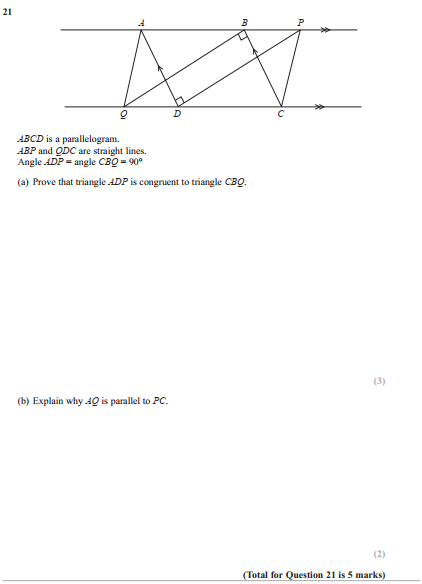 21
A B P
Q D C
ABCD is a parallelogram.
ABP and QDC are straight lines.
Angle ADP = angle CBQ = 90°
(a) Prove that triangle ADP is congruent to triangle CBQ.
(3)
(b) Explain why AQ is parallel to PC.
(2)
(Total for Question 21 is 5 marks)